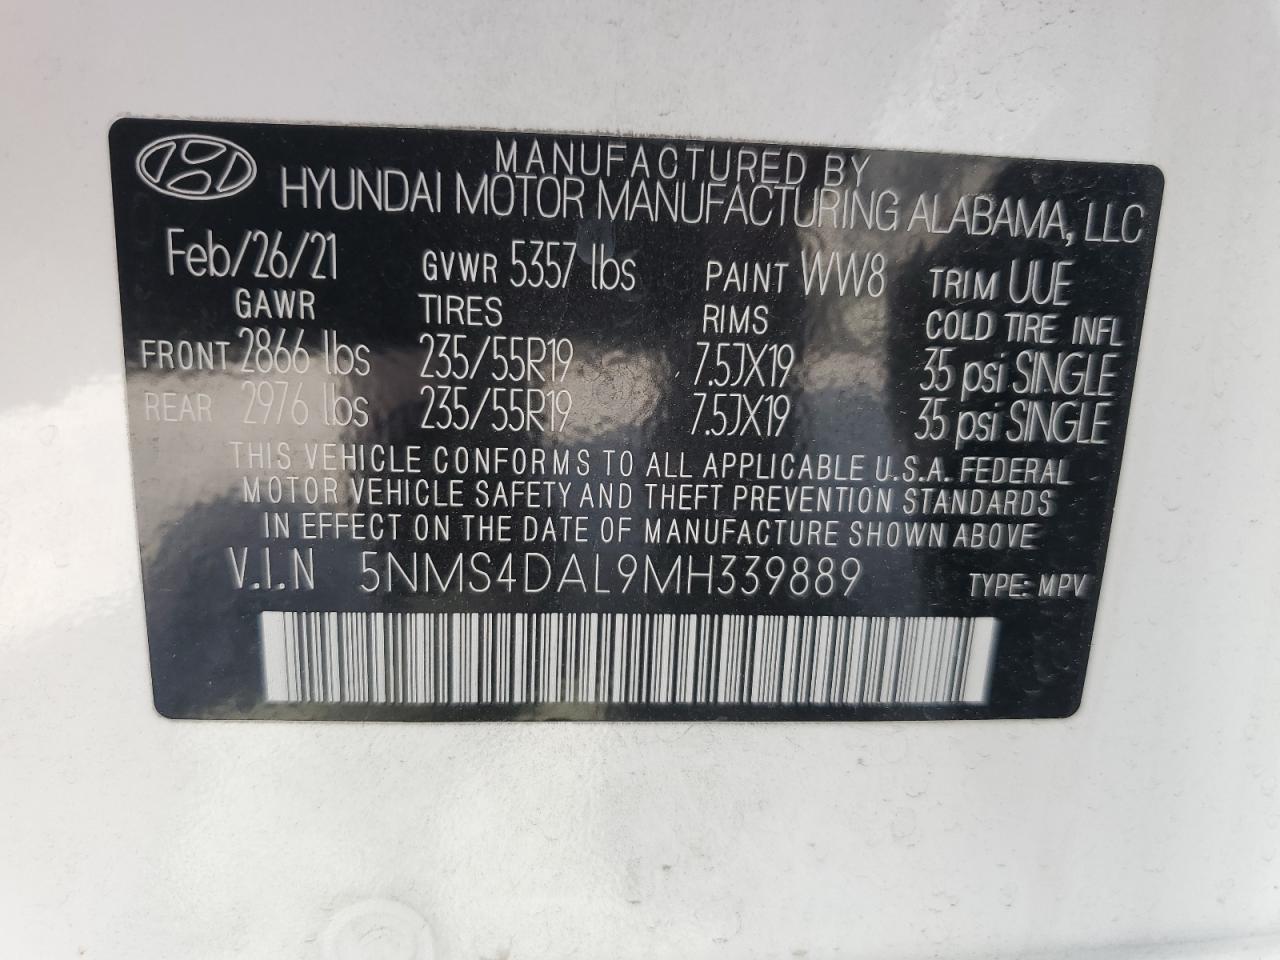 MANUFACTURED BY
HYUNDAI MOTOR MANUFACTURING ALABAMA, LLC
Feb/26/21 GVWR 5357 lbs PAINT WW8 TRIM UUE
GAWR TIRES RIMS COLD TIRE INFL
FRONT 2866 lbs 235/55R19 7.5JX19 35 psi SINGLE
REAR 2976 lbs 235/55R19 7.5JX19 35 psi SINGLE
THIS VEHICLE CONFORMS TO ALL APPLICABLE U.S.A. FEDERAL
MOTOR VEHICLE SAFETY AND THEFT PREVENTION STANDARDS
IN EFFECT ON THE DATE OF MANUFACTURE SHOWN ABOVE
V.I.N 5NMS4DAL9MH339889 TYPE: MPV